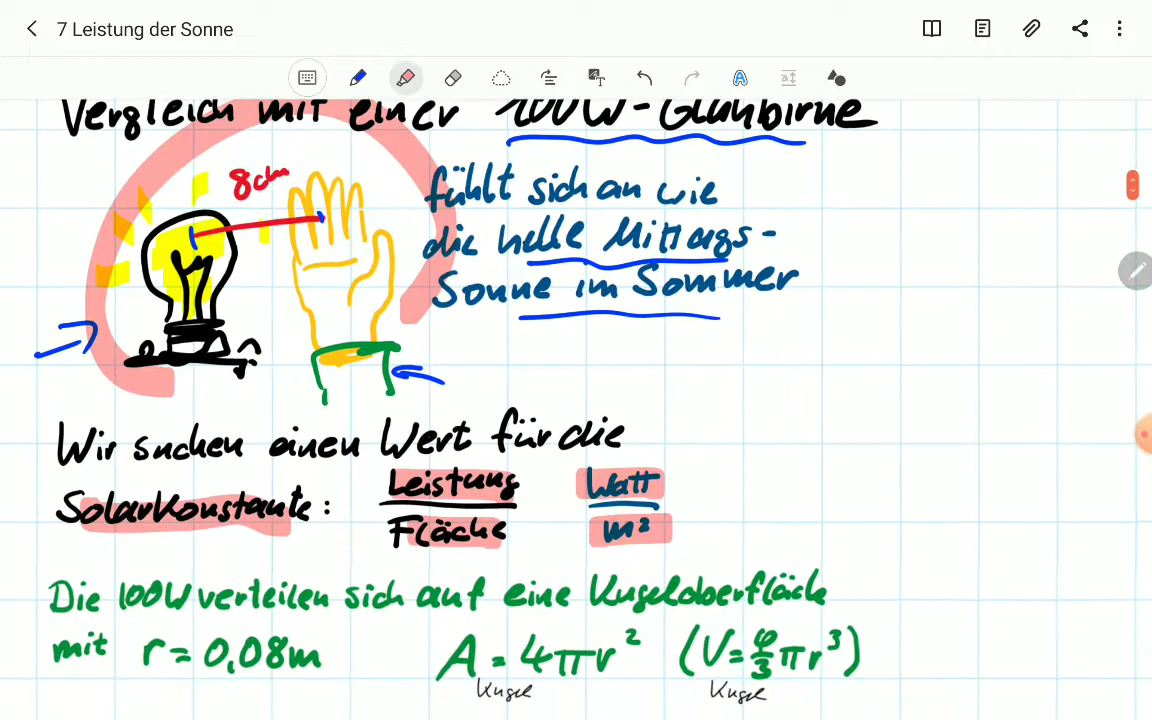 7 Leistung der Sonne
Vergleich mit einer 100W-Glühbirne
8cm
fühlt sich an wie
die helle Mittags-
Sonne im Sommer
Wir suchen einen Wert für die
Solarkonstante: Leistung Watt
Fläche m²
Die 100W verteilen sich auf eine Kugeloberfläche
mit r = 0,08m A = 4πr² (V = 4/3 πr³)
Kugel Kugel